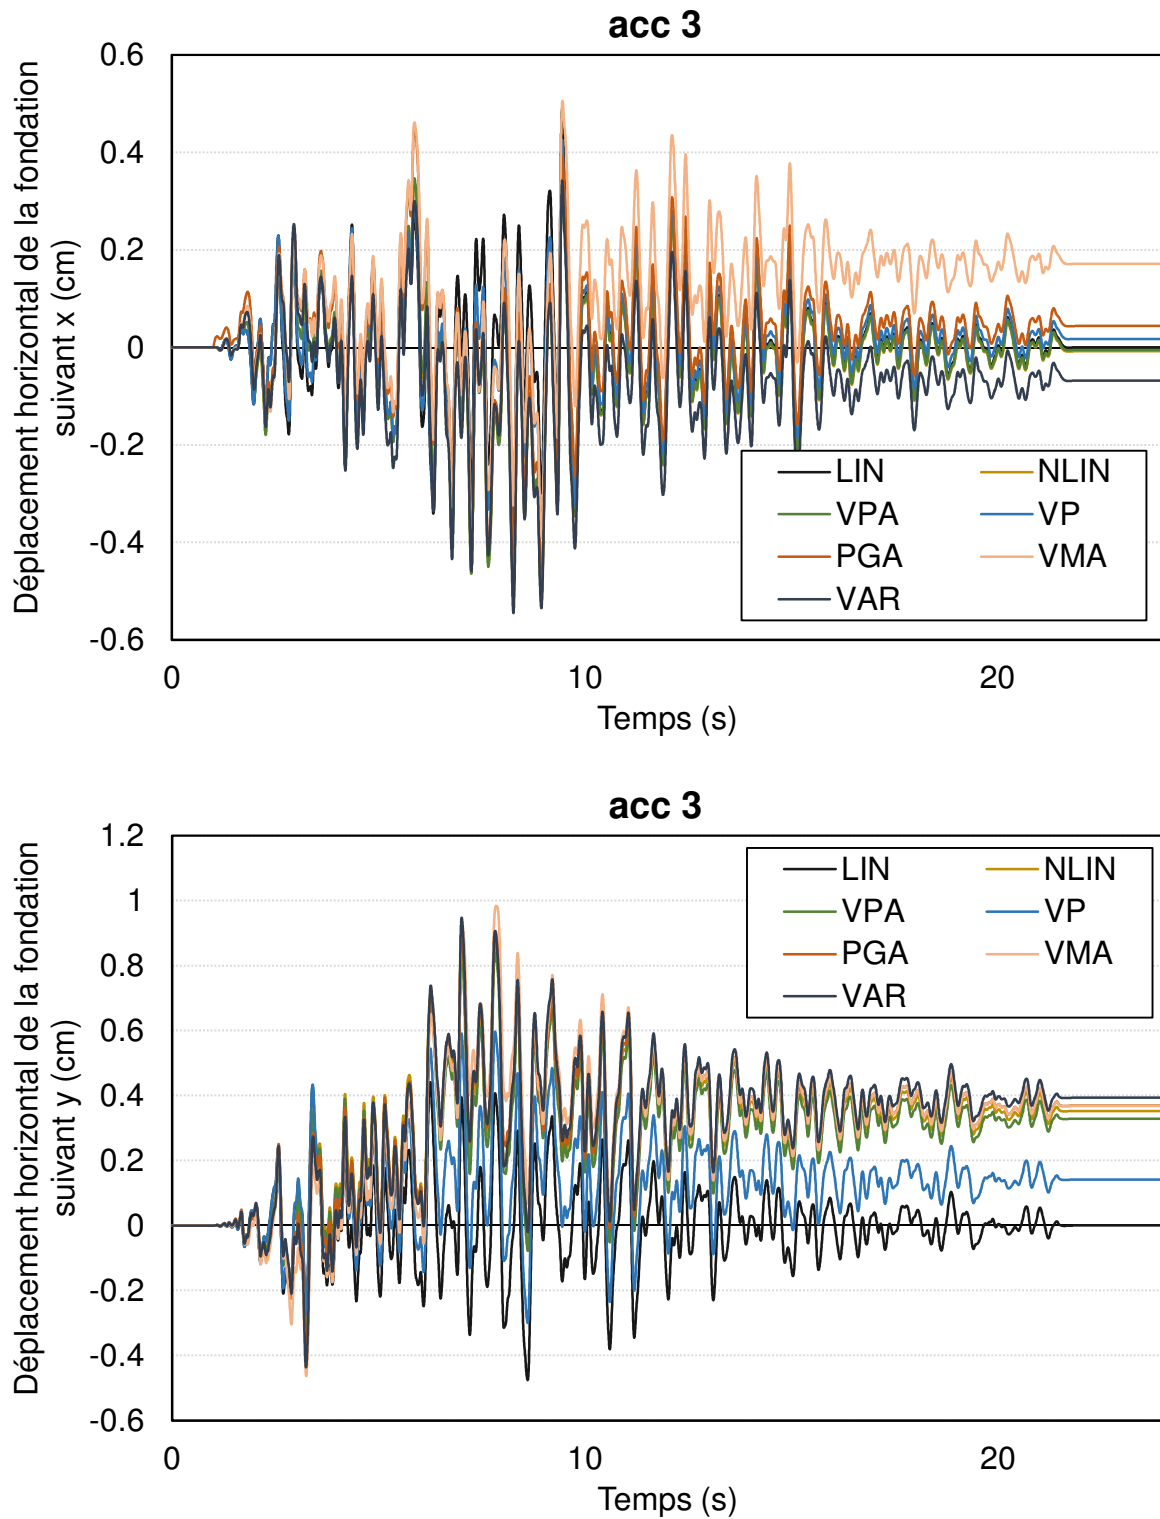 acc 3
Déplacement horizontal de la fondation
suivant x (cm)
0.6
0.4
0.2
0
-0.2
-0.4
-0.6
LIN NLIN
VPA VP
PGA VMA
VAR
0 10 20
Temps (s)
acc 3
Déplacement horizontal de la fondation
suivant y (cm)
1.2
1
0.8
0.6
0.4
0.2
0
-0.2
-0.4
-0.6
LIN NLIN
VPA VP
PGA VMA
VAR
0 10 20
Temps (s)